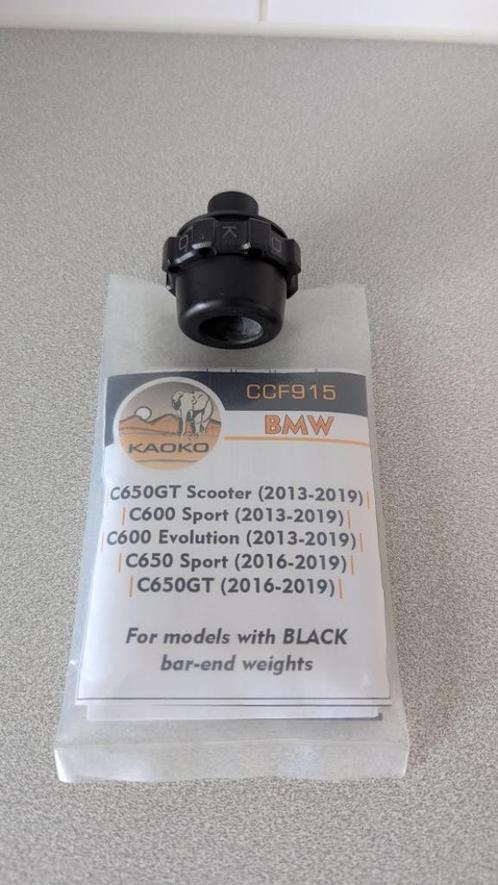 CCF915
BMW
KAOKO
C650GT Scooter (2013-2019)|
|C600 Sport (2013-2019)|
|C600 Evolution (2013-2019)|
|C650 Sport (2016-2019)|
|C650GT (2016-2019)|
For models with BLACK
bar-end weights